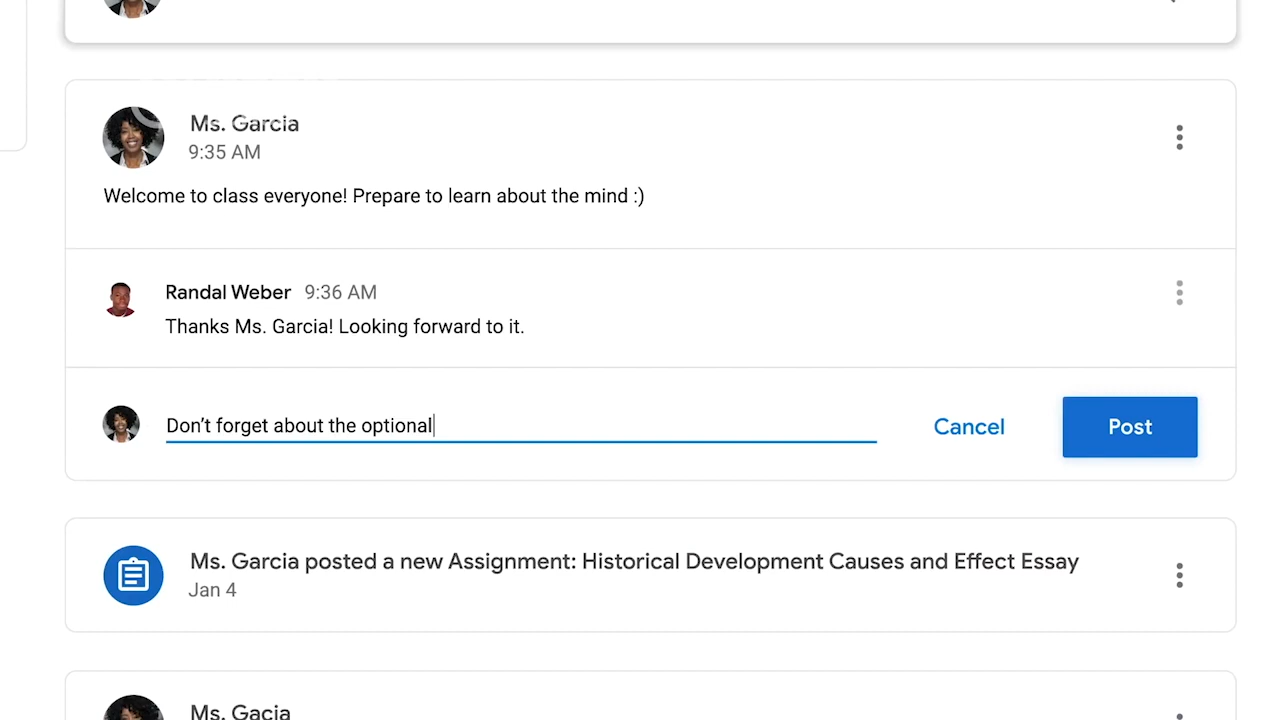 Ms. Garcia
9:35 AM
Welcome to class everyone! Prepare to learn about the mind :)
Randal Weber 9:36 AM
Thanks Ms. Garcia! Looking forward to it.
Don’t forget about the optional
Cancel
Post
Ms. Garcia posted a new Assignment: Historical Development Causes and Effect Essay
Jan 4
Ms. Gacia